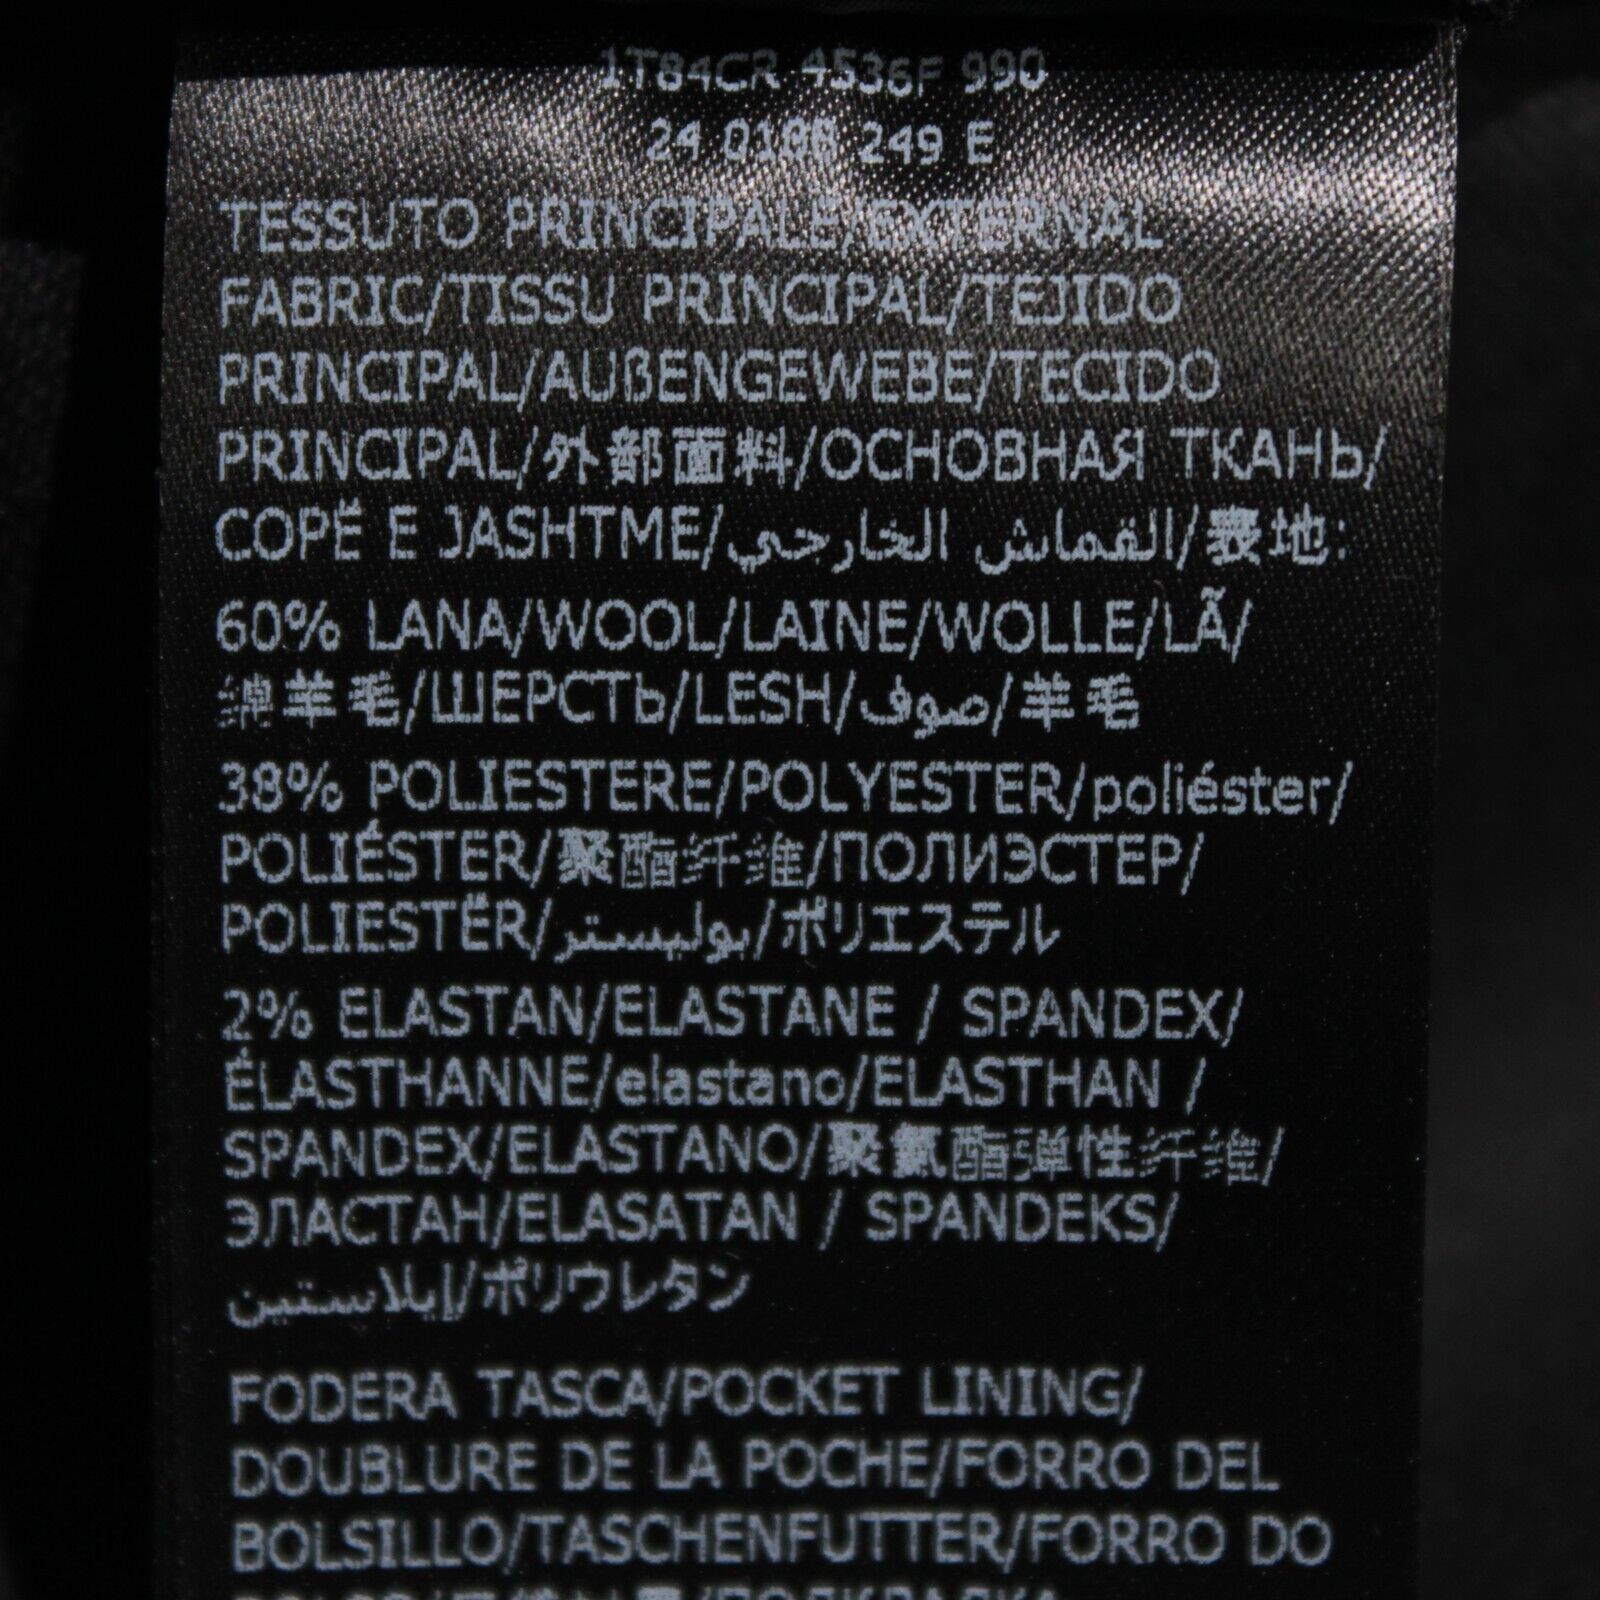 1T84CR 4536F 990
24 0188 249 E
TESSUTO PRINCIPALE/EXTERNAL
FABRIC/TISSU PRINCIPAL/TEJIDO
PRINCIPAL/AUßENGEWEBE/TECIDO
PRINCIPAL/外部面料/ОСНОВНАЯ ТКАНЬ/
COPË E JASHTME/القماش الخارجي/表地:
60% LANA/WOOL/LAINE/WOLLE/LÃ/
绵羊毛/ШЕРСТЬ/LESH/صوف/羊毛
38% POLIESTERE/POLYESTER/poliéster/
POLIÉSTER/聚酯纤维/ПОЛИЭСТЕР/
POLIESTËR/بوليستر/ポリエステル
2% ELASTAN/ELASTANE / SPANDEX/
ÉLASTHANNE/elastano/ELASTHAN /
SPANDEX/ELASTANO/聚氨酯弹性纤维/
ЭЛАСТАН/ELASATAN / SPANDEKS/
إيلاستين/ポリウレタン
FODERA TASCA/POCKET LINING/
DOUBLURE DE LA POCHE/FORRO DEL
BOLSILLO/TASCHENFUTTER/FORRO DO